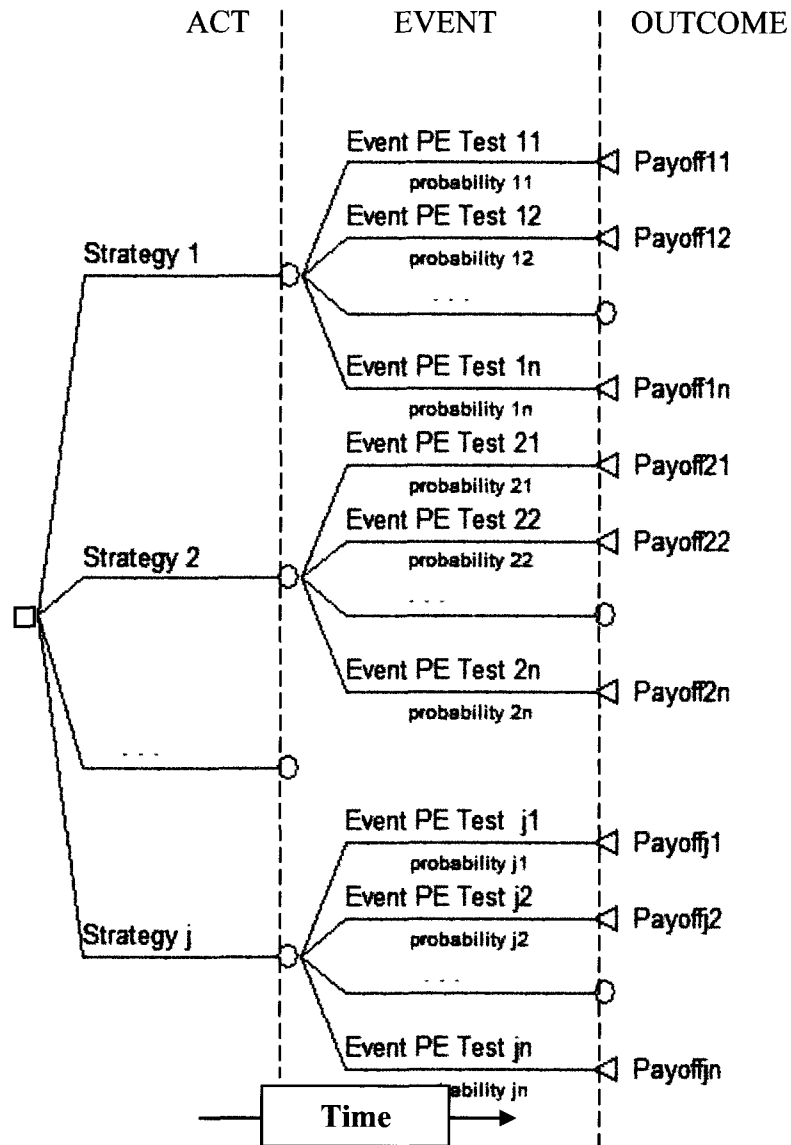 ACT EVENT OUTCOME
Event PE Test 11
Payoff11
probability 11
Event PE Test 12
Payoff12
probability 12
Strategy 1
- - -
Event PE Test 1n
Payoff1n
probability 1n
Event PE Test 21
Payoff21
probability 21
Event PE Test 22
Payoff22
probability 22
Strategy 2
- - -
Event PE Test 2n
Payoff2n
probability 2n
- - -
Event PE Test j1
Payoffj1
probability j1
Event PE Test j2
Payoffj2
probability j2
Strategy j
- - -
Event PE Test jn
Payoffjn
jn
Time